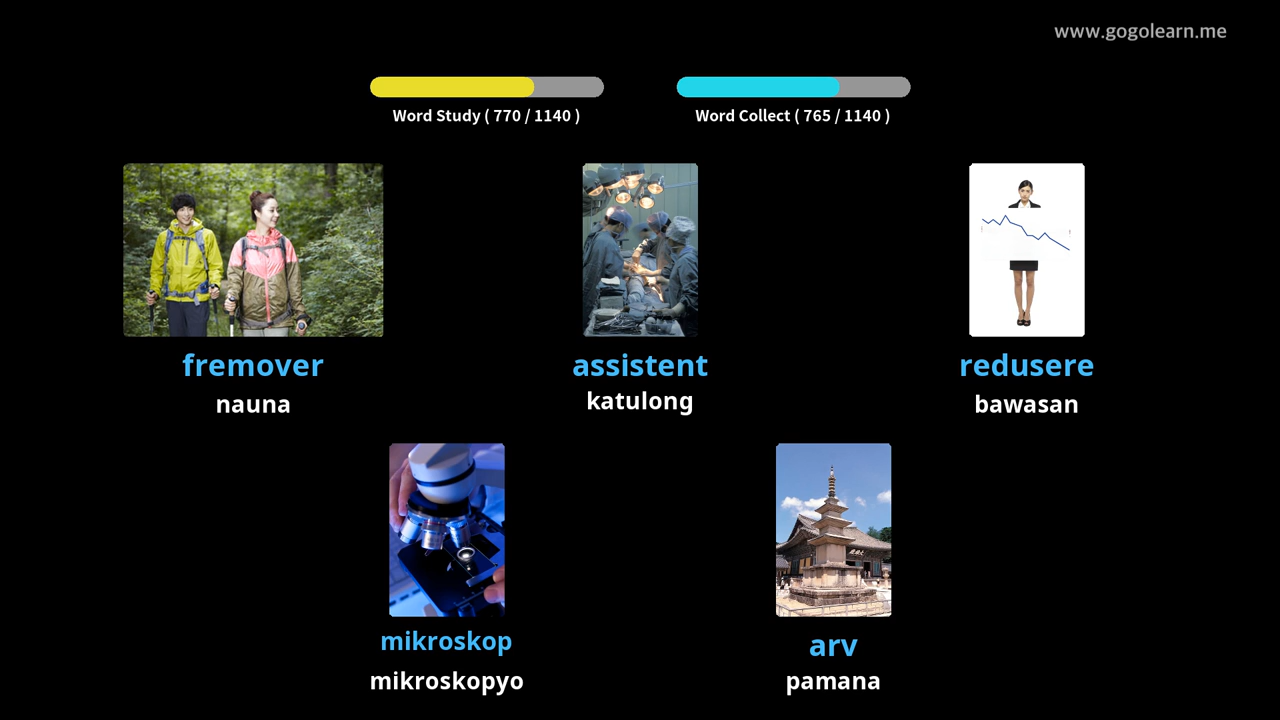 www.gogolearn.me
Word Study ( 770 / 1140 )
Word Collect ( 765 / 1140 )
fremover
nauna
assistent
katulong
redusere
bawasan
mikroskop
mikroskopyo
arv
pamana